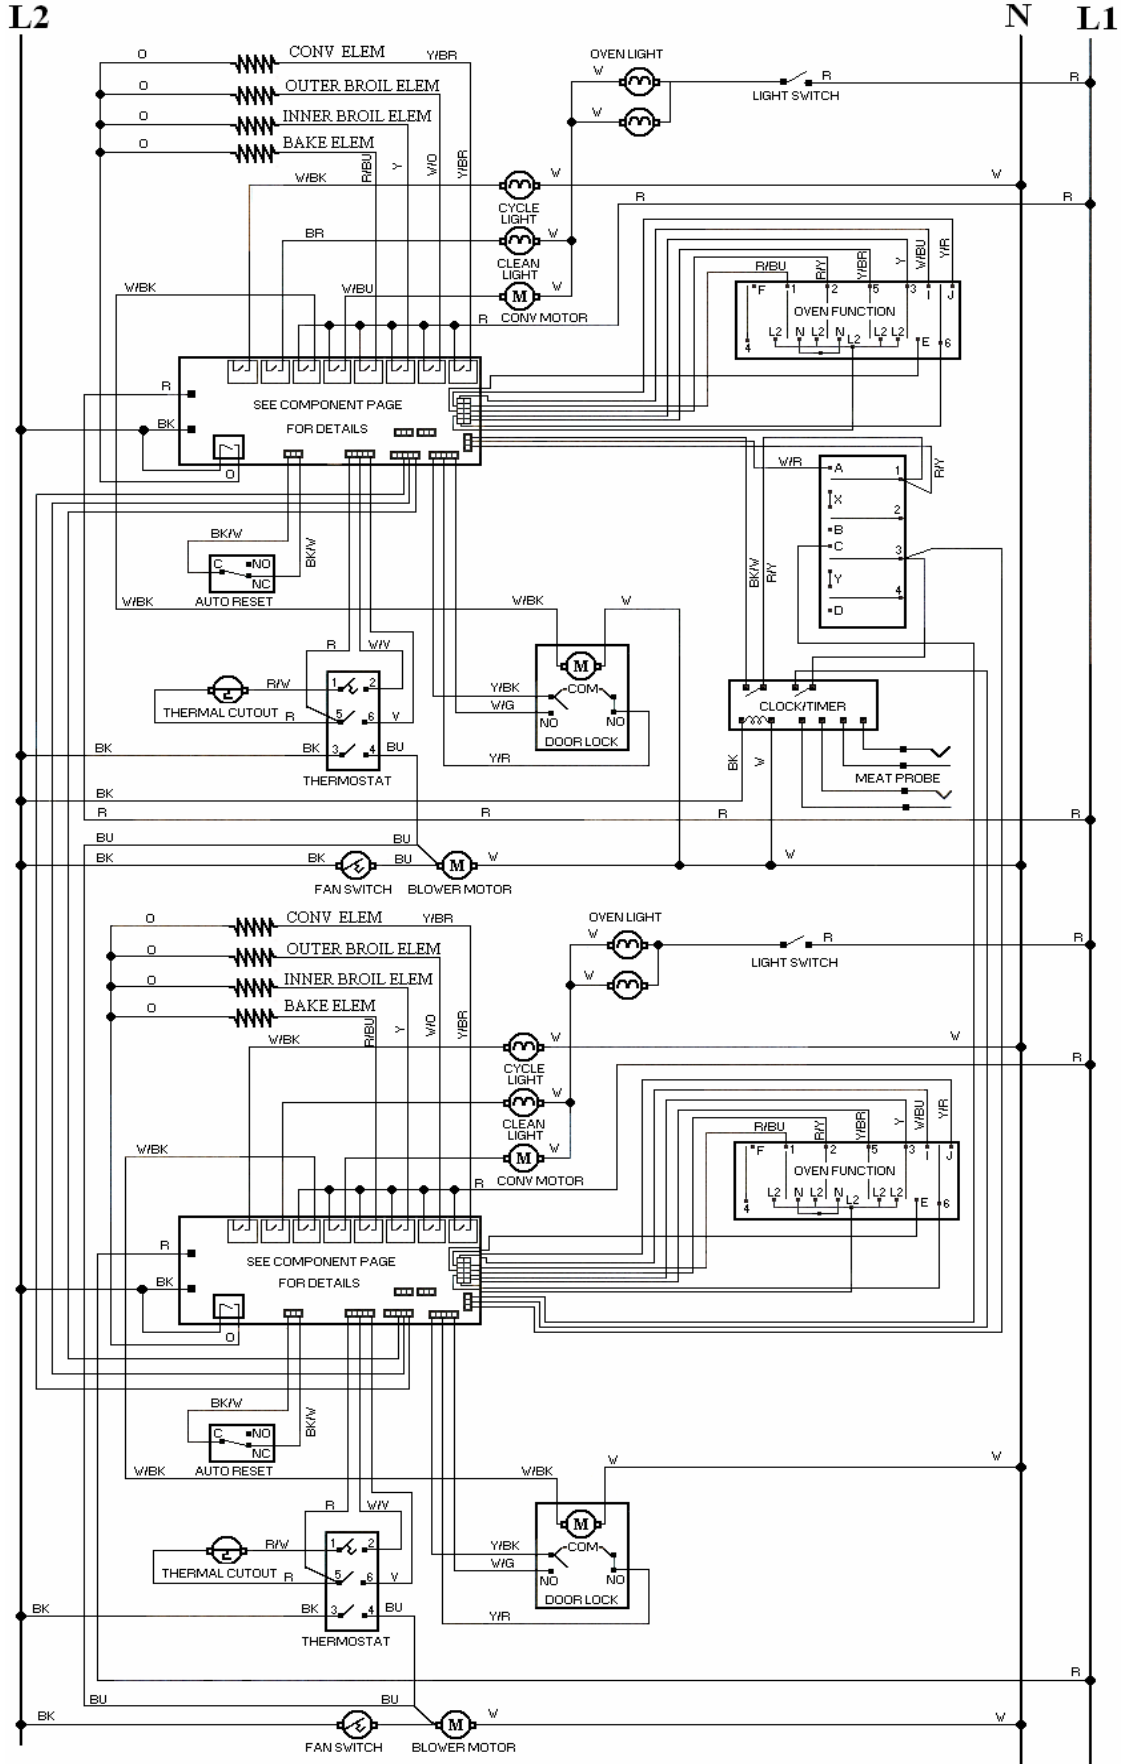 L2 N L1
O CONV ELEM Y/BR
OVEN LIGHT
W R R
O OUTER BROIL ELEM
LIGHT SWITCH
O INNER BROIL ELEM W
O BAKE ELEM
R/BU Y W/O Y/BR
W/BK W W
CYCLE LIGHT
R R
BR W
CLEAN LIGHT
W/BK W/BU M W
CONV MOTOR
R
R/BU R/Y Y/BR Y W/BU Y/R
F 1 2 5 3 I J
OVEN FUNCTION
L2 N L2 N L2 L2 L2 E 6
4
R
SEE COMPONENT PAGE
BK FOR DETAILS
O
W/R A 1 R/Y
X
2
B
C 3
Y
4
D
BK/W R/Y
BK/W BK/W
C NO
NC
AUTO RESET
W/BK W/BK W
R W/V
M
R/W 1 2
THERMAL CUTOUT R 5 6 V
Y/BK COM
W/G
NO NO
DOOR LOCK
CLOCK/TIMER
BK BK 3 4 BU
THERMOSTAT
Y/R
BK W
MEAT PROBE
BK
R R R R
BU BU
BK BK BU M W W
FAN SWITCH BLOWER MOTOR
O CONV ELEM Y/BR
OVEN LIGHT
W R R
O OUTER BROIL ELEM
LIGHT SWITCH
O INNER BROIL ELEM W
O BAKE ELEM
R/BU Y W/O Y/BR
W/BK W W
CYCLE LIGHT
R
W
CLEAN LIGHT
W/BK M W
CONV MOTOR
R
R/BU R/Y Y/BR Y W/BU Y/R
F 1 2 5 3 I J
OVEN FUNCTION
L2 N L2 N L2 L2 L2 E 6
4
R
SEE COMPONENT PAGE
BK FOR DETAILS
O
BK/W BK/W
C NO
NC
AUTO RESET
W/BK W/BK W W
R W/V
M
R/W 1 2
THERMAL CUTOUT R 5 6 V
Y/BK COM
W/G
NO NO
DOOR LOCK
BK BK 3 4 BU
THERMOSTAT
Y/R
R
BU BU
BK M W W
FAN SWITCH BLOWER MOTOR